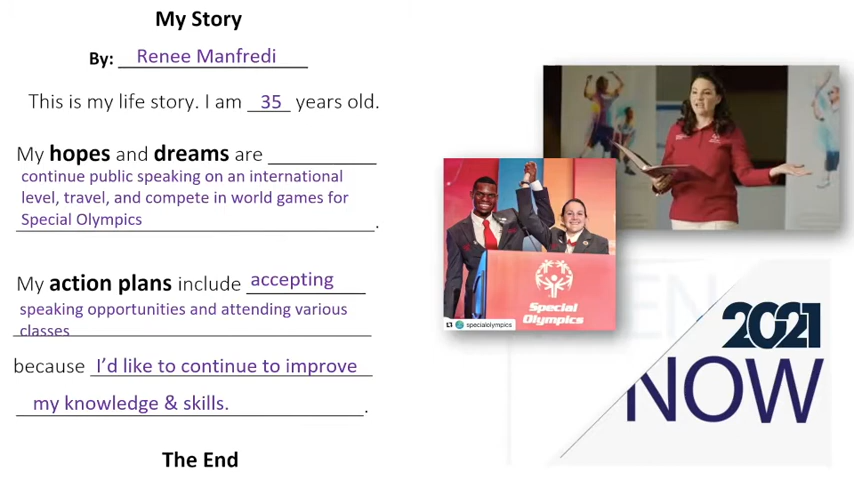 My Story
By: Renee Manfredi
This is my life story. I am 35 years old.
My hopes and dreams are
continue public speaking on an international
level, travel, and compete in world games for
Special Olympics
.
My action plans include accepting
speaking opportunities and attending various
classes
because I'd like to continue to improve
my knowledge & skills.
.
The End
Special
Olympics
specialolympics
2021
NOW